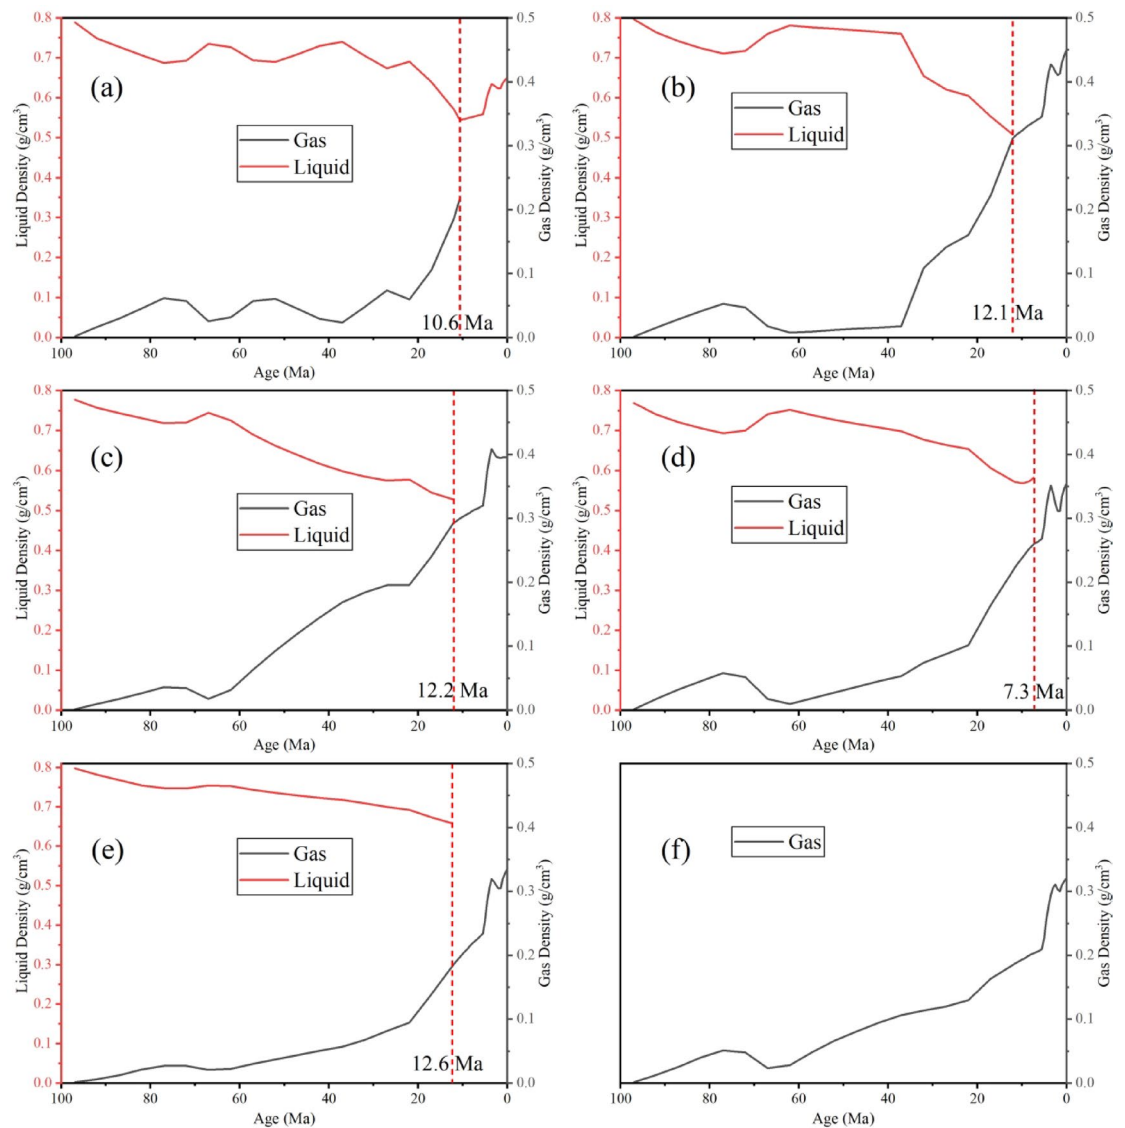 (a)
Gas
Liquid
10.6 Ma
0.8
0.7
0.6
0.5
0.4
0.3
0.2
0.1
0.0
Liquid Density (g/cm³)
0.5
0.4
0.3
0.2
0.1
0.0
Gas Density (g/cm³)
100 80 60 40 20 0
Age (Ma)
(b)
Gas
Liquid
12.1 Ma
0.8
0.7
0.6
0.5
0.4
0.3
0.2
0.1
0.0
Liquid Density (g/cm³)
0.5
0.4
0.3
0.2
0.1
0.0
Gas Density (g/cm³)
100 80 60 40 20 0
Age (Ma)
(c)
Gas
Liquid
12.2 Ma
0.8
0.7
0.6
0.5
0.4
0.3
0.2
0.1
0.0
Liquid Density (g/cm³)
0.5
0.4
0.3
0.2
0.1
0.0
Gas Density (g/cm³)
100 80 60 40 20 0
Age (Ma)
(d)
Gas
Liquid
7.3 Ma
0.8
0.7
0.6
0.5
0.4
0.3
0.2
0.1
0.0
Liquid Density (g/cm³)
0.5
0.4
0.3
0.2
0.1
0.0
Gas Density (g/cm³)
100 80 60 40 20 0
Age (Ma)
(e)
Gas
Liquid
12.6 Ma
0.8
0.7
0.6
0.5
0.4
0.3
0.2
0.1
0.0
Liquid Density (g/cm³)
0.5
0.4
0.3
0.2
0.1
0.0
Gas Density (g/cm³)
100 80 60 40 20 0
Age (Ma)
(f)
Gas
0.5
0.4
0.3
0.2
0.1
0.0
Gas Density (g/cm³)
100 80 60 40 20 0
Age (Ma)